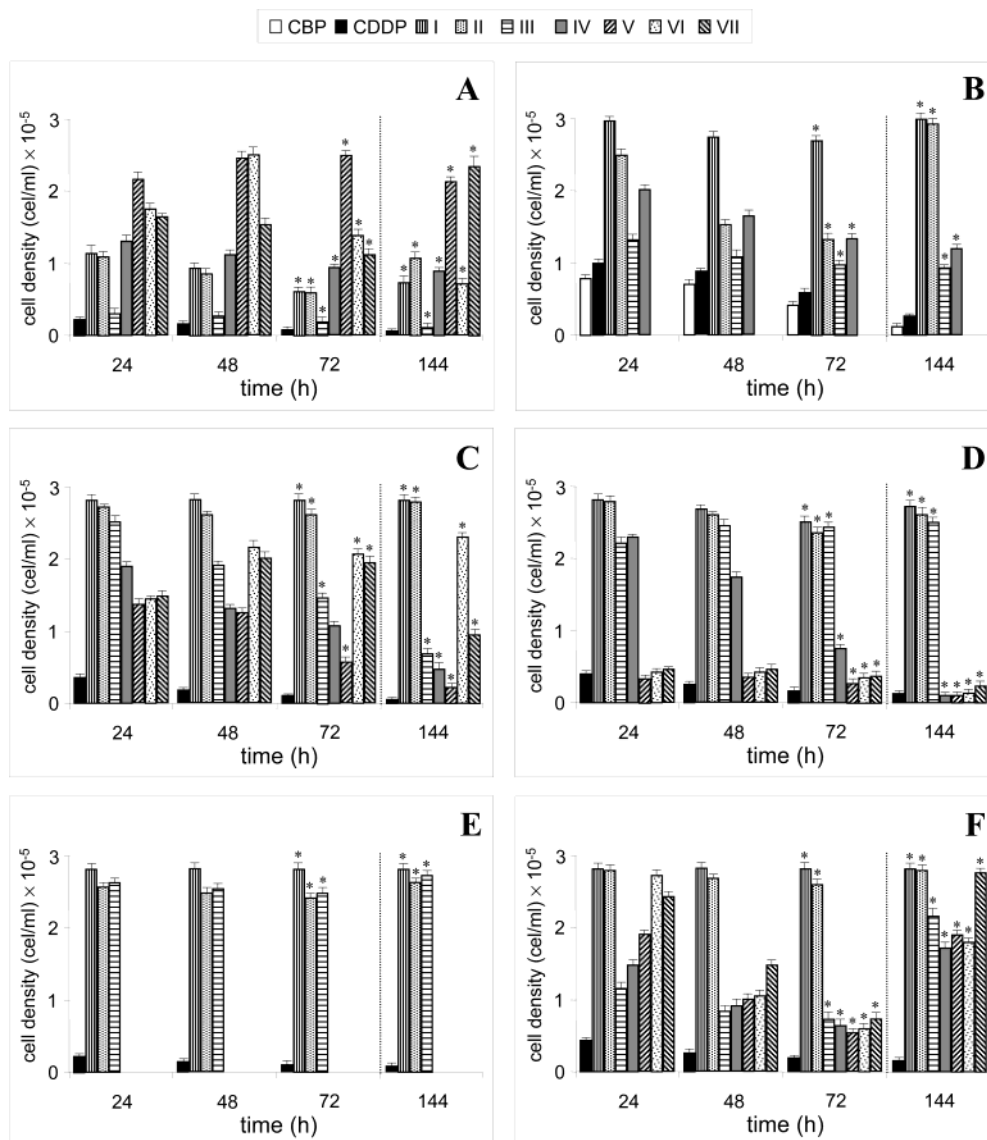 CBP CDDP I II III IV V VI VII
A
cell density (cel/ml) × 10⁻⁵
3
* * * * * * *
* * * * * * *
2
1
0
24 48 72 144
time (h)
B
cell density (cel/ml) × 10⁻⁵
3
* * * *
* * * *
2
1
0
24 48 72 144
time (h)
C
cell density (cel/ml) × 10⁻⁵
3
* * * * * *
* * * * * * *
2
1
0
24 48 72 144
time (h)
D
cell density (cel/ml) × 10⁻⁵
3
* * * * * * *
* * * * * * *
2
1
0
24 48 72 144
time (h)
E
cell density (cel/ml) × 10⁻⁵
3
* * *
* * *
2
1
0
24 48 72 144
time (h)
F
cell density (cel/ml) × 10⁻⁵
3
* * * * * * *
* * * * * * *
2
1
0
24 48 72 144
time (h)